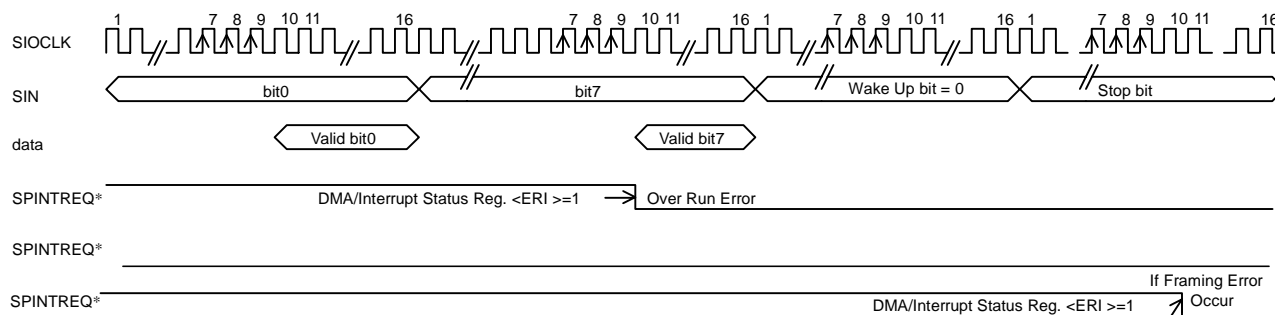 1 7 8 9 10 11 16 7 8 9 10 11 16 1 7 8 9 10 11 16 1 7 8 9 10 11 16
SIOCLK
SIN bit0 bit7 Wake Up bit = 0 Stop bit
data Valid bit0 Valid bit7
SPINTREQ* DMA/Interrupt Status Reg. <ERI >=1 Over Run Error
SPINTREQ*
If Framing Error
SPINTREQ* DMA/Interrupt Status Reg. <ERI >=1 Occur